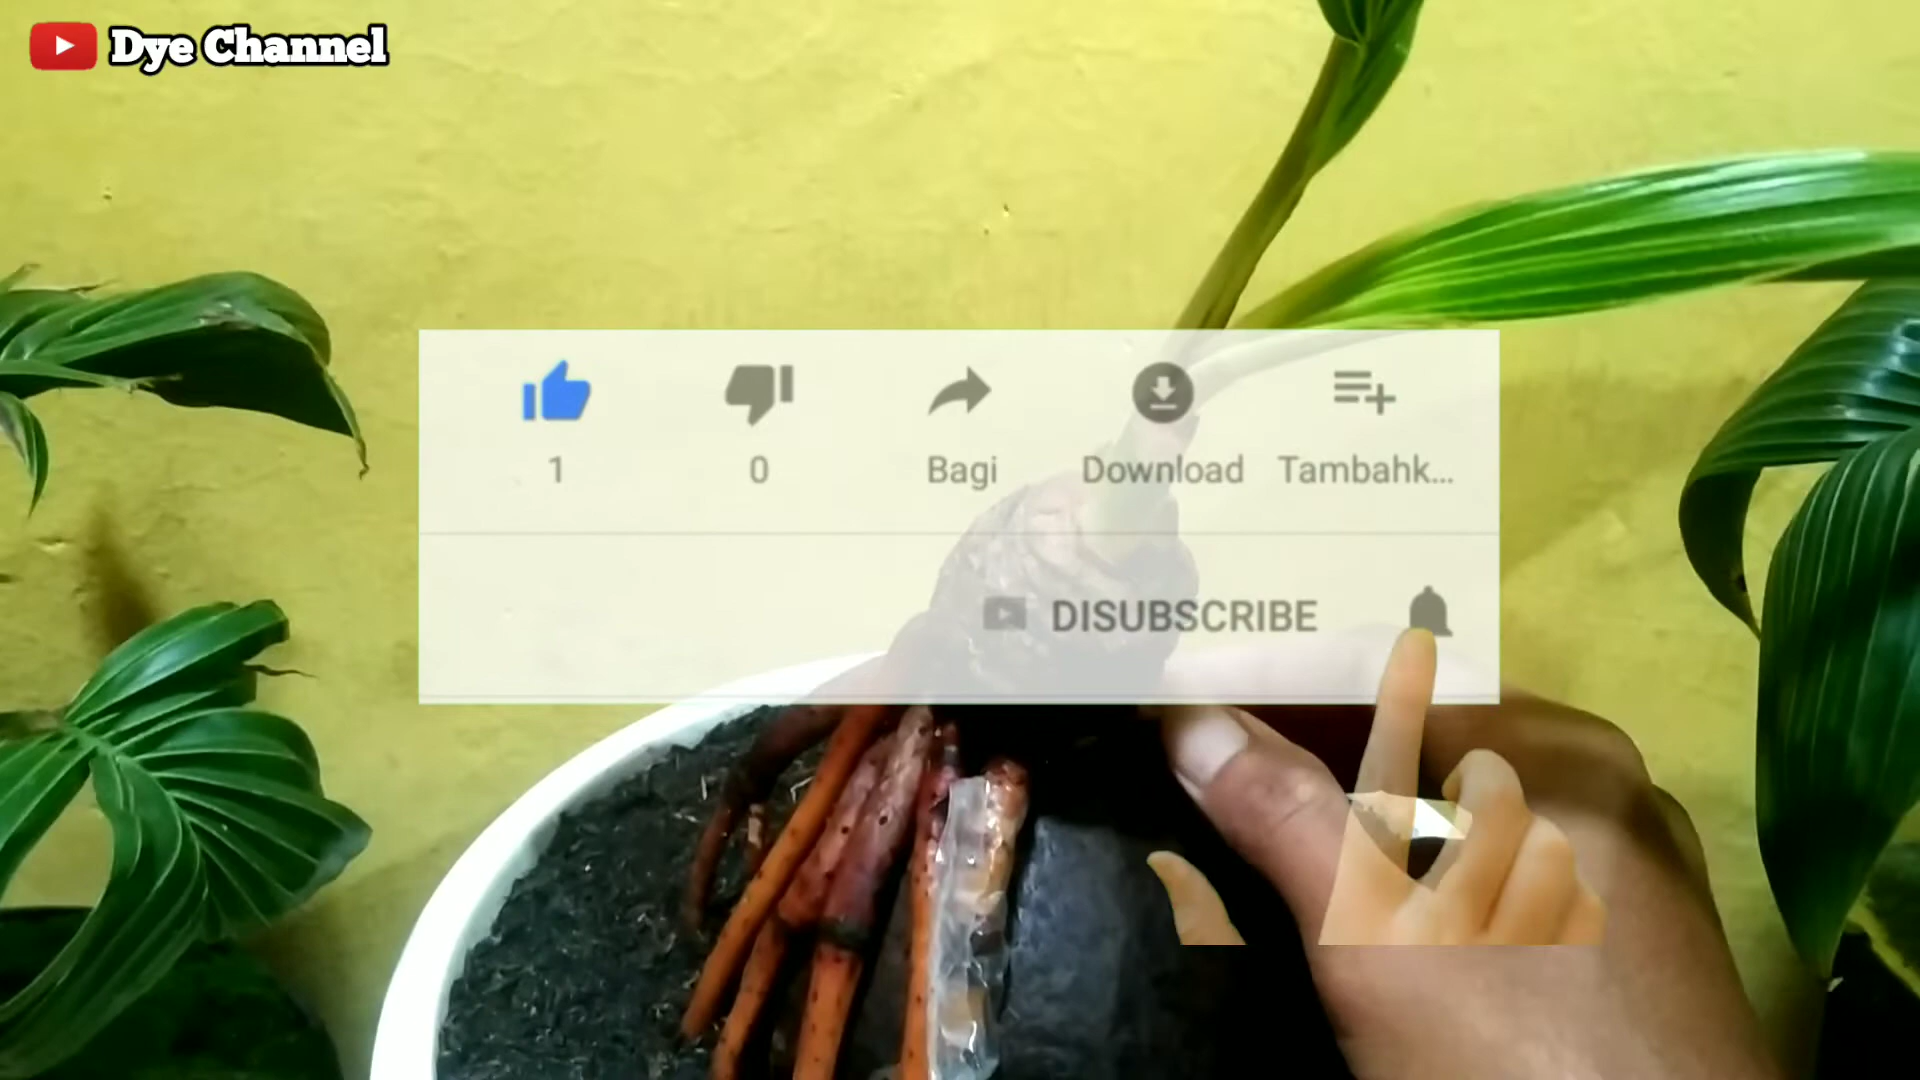 Dye Channel
1
0
Bagi
Download
Tambahk...
DISUBSCRIBE